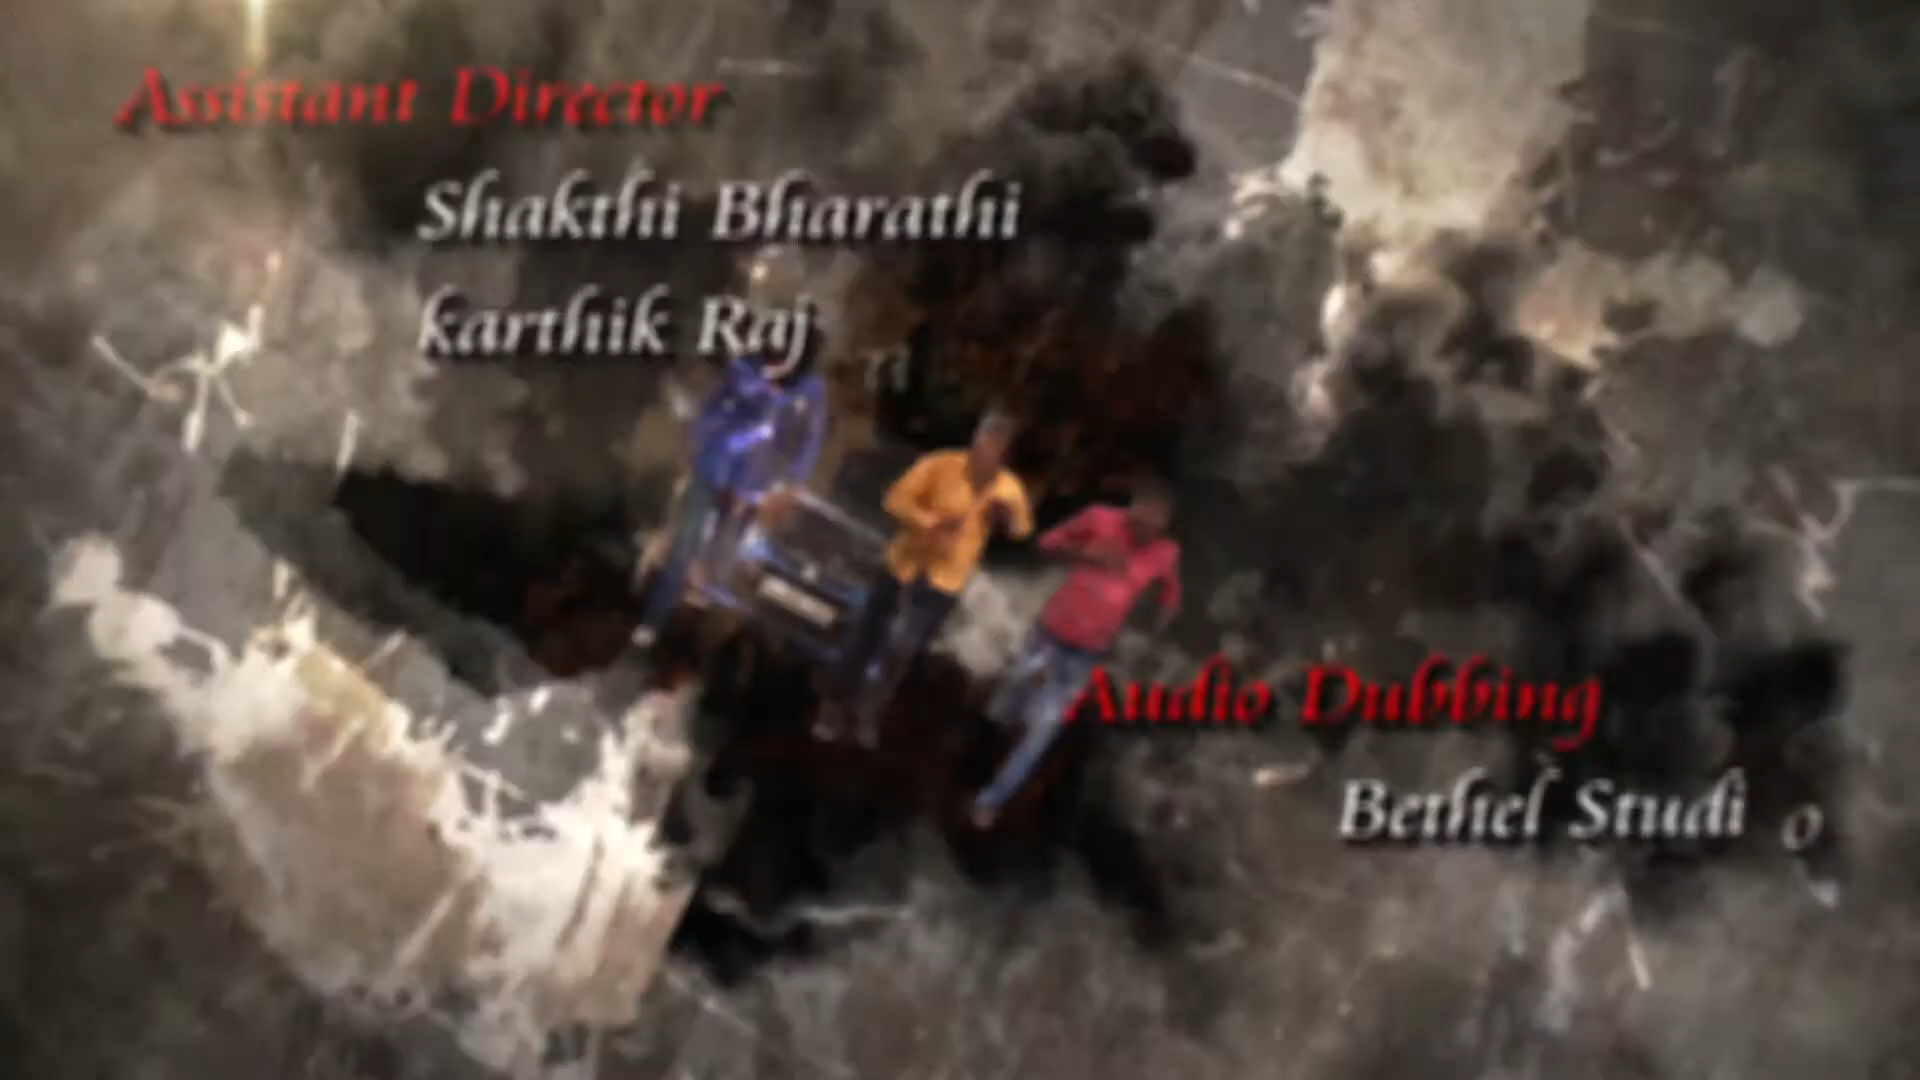 Assistant Director
Shakthi Bharathi
karthik Raj
Audio Dubbing
Bethel Studi o